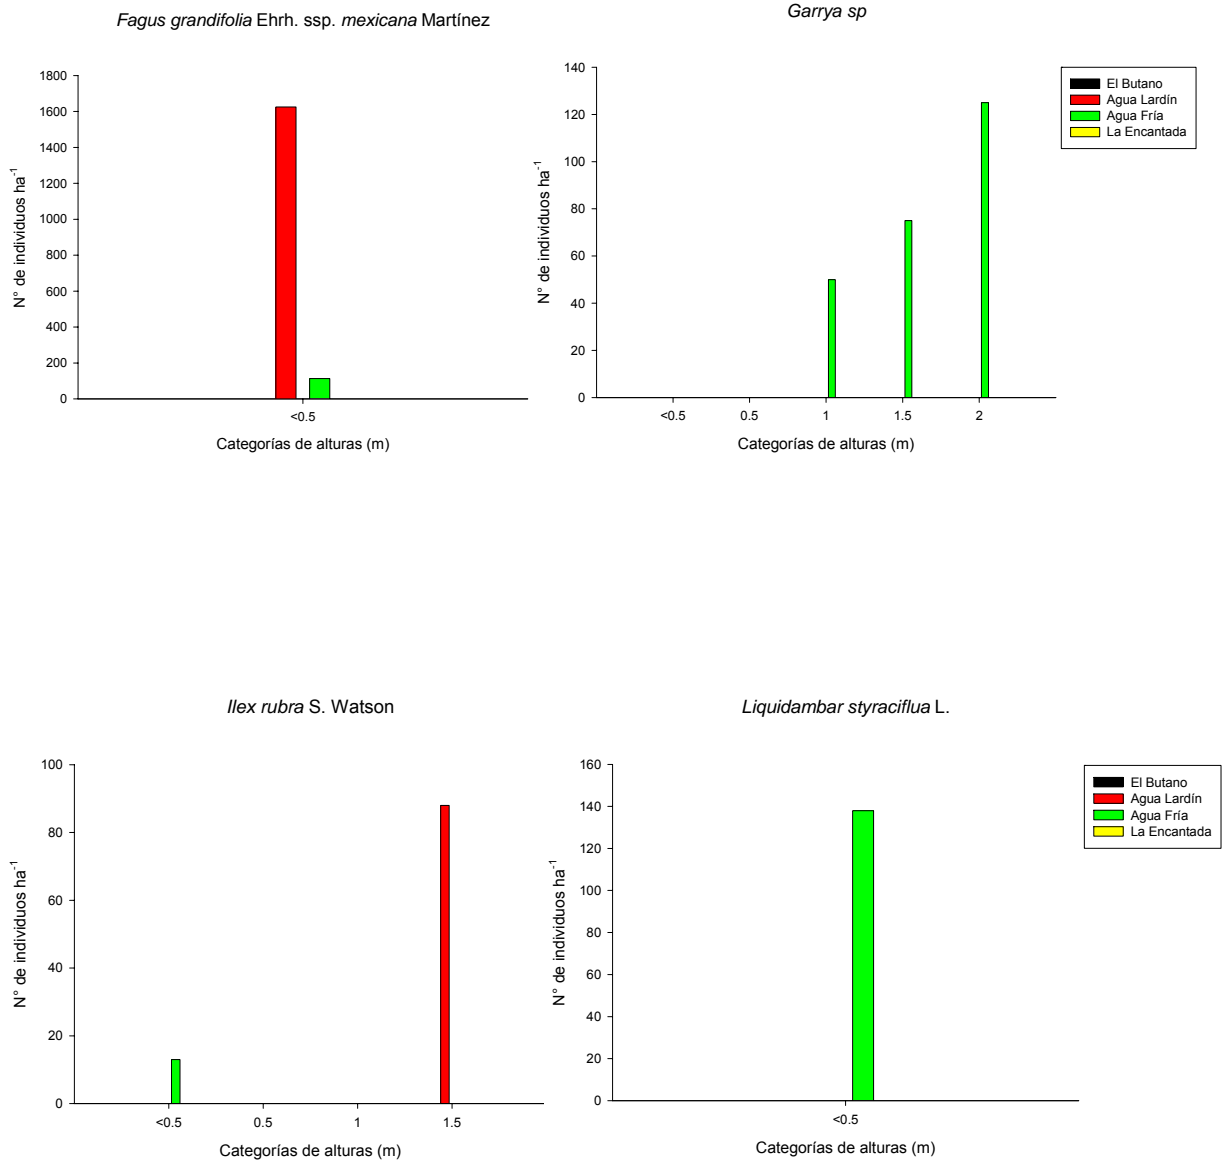 Fagus grandifolia Ehrh. ssp. mexicana Martínez
N° de individuos ha-1
1800
1600
1400
1200
1000
800
600
400
200
0
<0.5
Categorías de alturas (m)
Garrya sp
N° de individuos ha-1
140
120
100
80
60
40
20
0
<0.5 0.5 1 1.5 2
Categorías de alturas (m)
El Butano
Agua Lardín
Agua Fría
La Encantada
Ilex rubra S. Watson
N° de individuos ha-1
100
80
60
40
20
0
<0.5 0.5 1 1.5
Categorías de alturas (m)
Liquidambar styraciflua L.
N° de individuos ha-1
160
140
120
100
80
60
40
20
0
<0.5
Categorías de alturas (m)
El Butano
Agua Lardín
Agua Fría
La Encantada